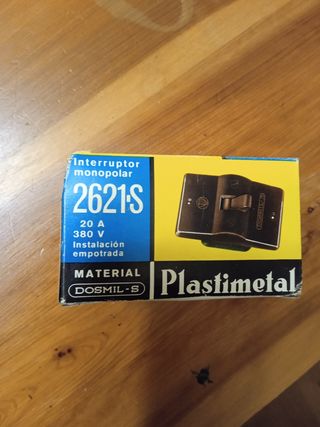 Interruptor
monopolar
2621·S
20 A
380 V
Instalación
empotrada
MATERIAL
DOSMIL-S
Plastimetal